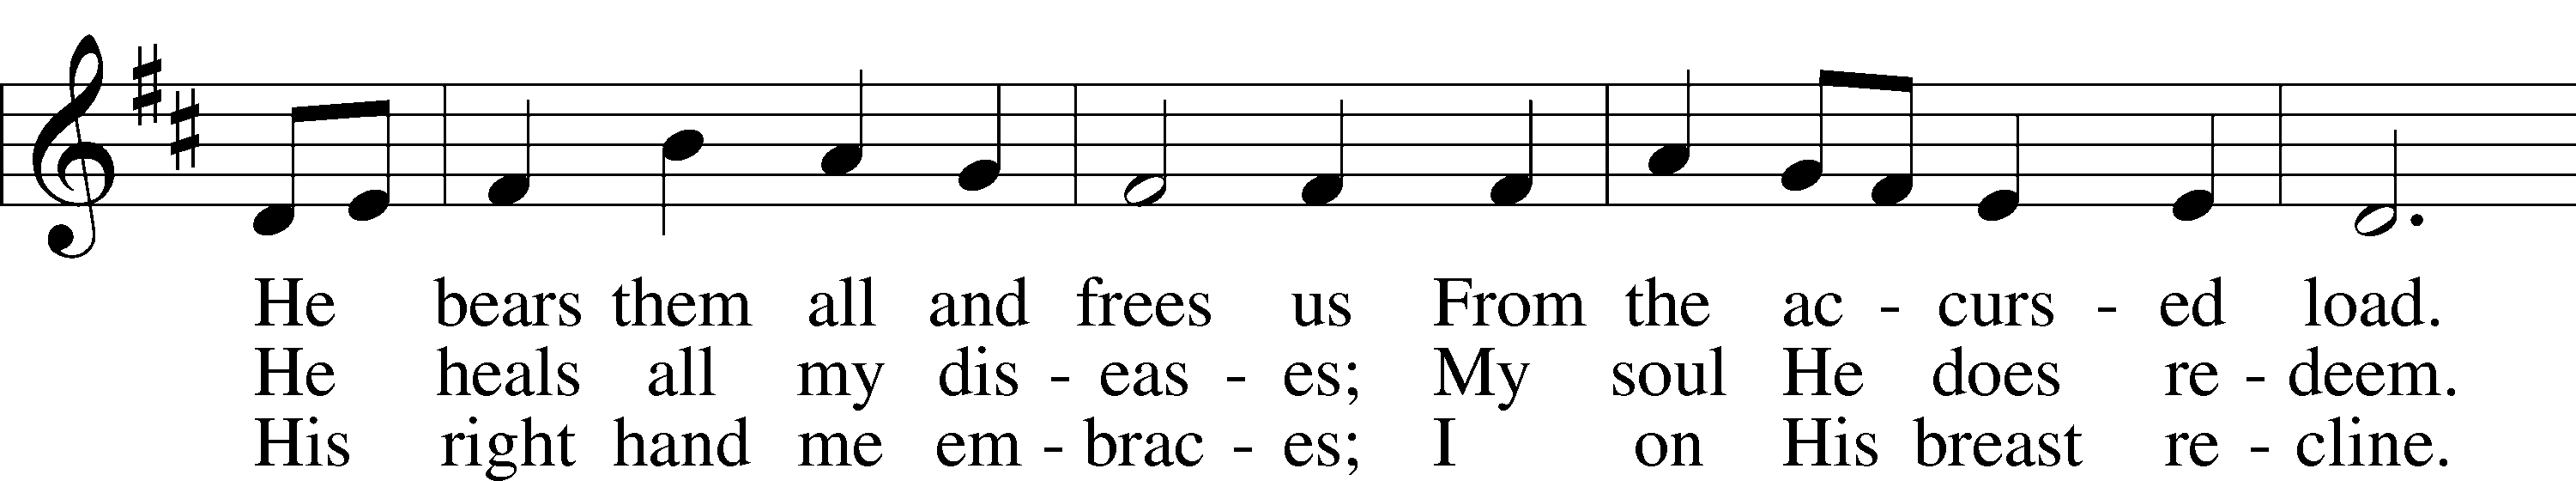 He bears them all and frees us From the ac - curs - ed load.
He heals all my dis - eas - es; My soul He does re - deem.
His right hand me em - brac - es; I on His breast re - cline.